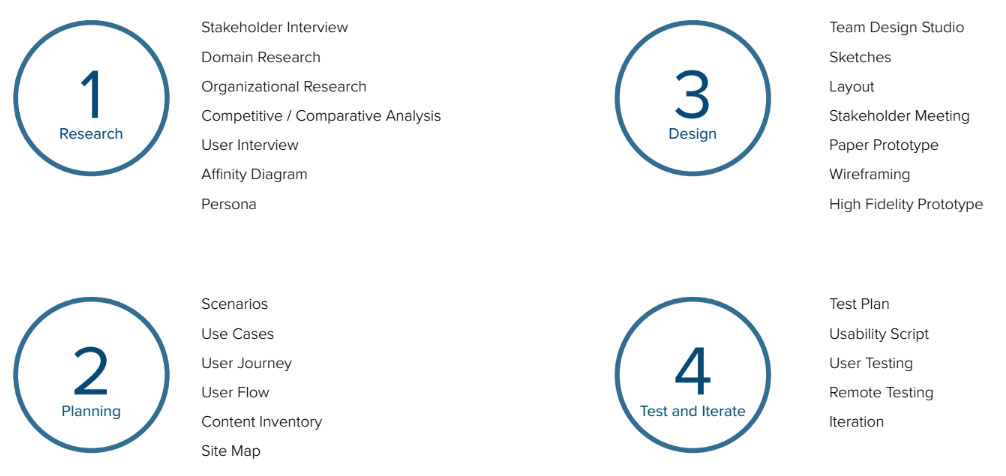 1
Research
Stakeholder Interview
Domain Research
Organizational Research
Competitive / Comparative Analysis
User Interview
Affinity Diagram
Persona
2
Planning
Scenarios
Use Cases
User Journey
User Flow
Content Inventory
Site Map
3
Design
Team Design Studio
Sketches
Layout
Stakeholder Meeting
Paper Prototype
Wireframing
High Fidelity Prototype
4
Test and Iterate
Test Plan
Usability Script
User Testing
Remote Testing
Iteration